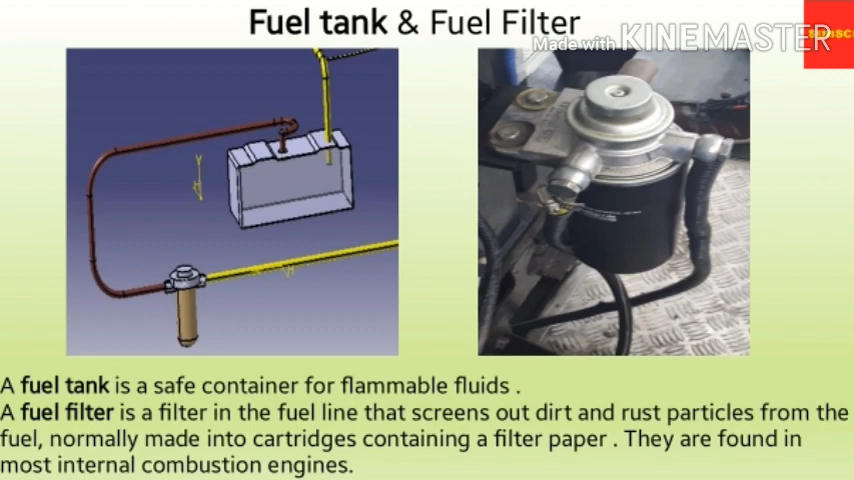 Fuel tank & Fuel Filter
Made with KINEMASTER
A fuel tank is a safe container for flammable fluids .
A fuel filter is a filter in the fuel line that screens out dirt and rust particles from the
fuel, normally made into cartridges containing a filter paper . They are found in
most internal combustion engines.